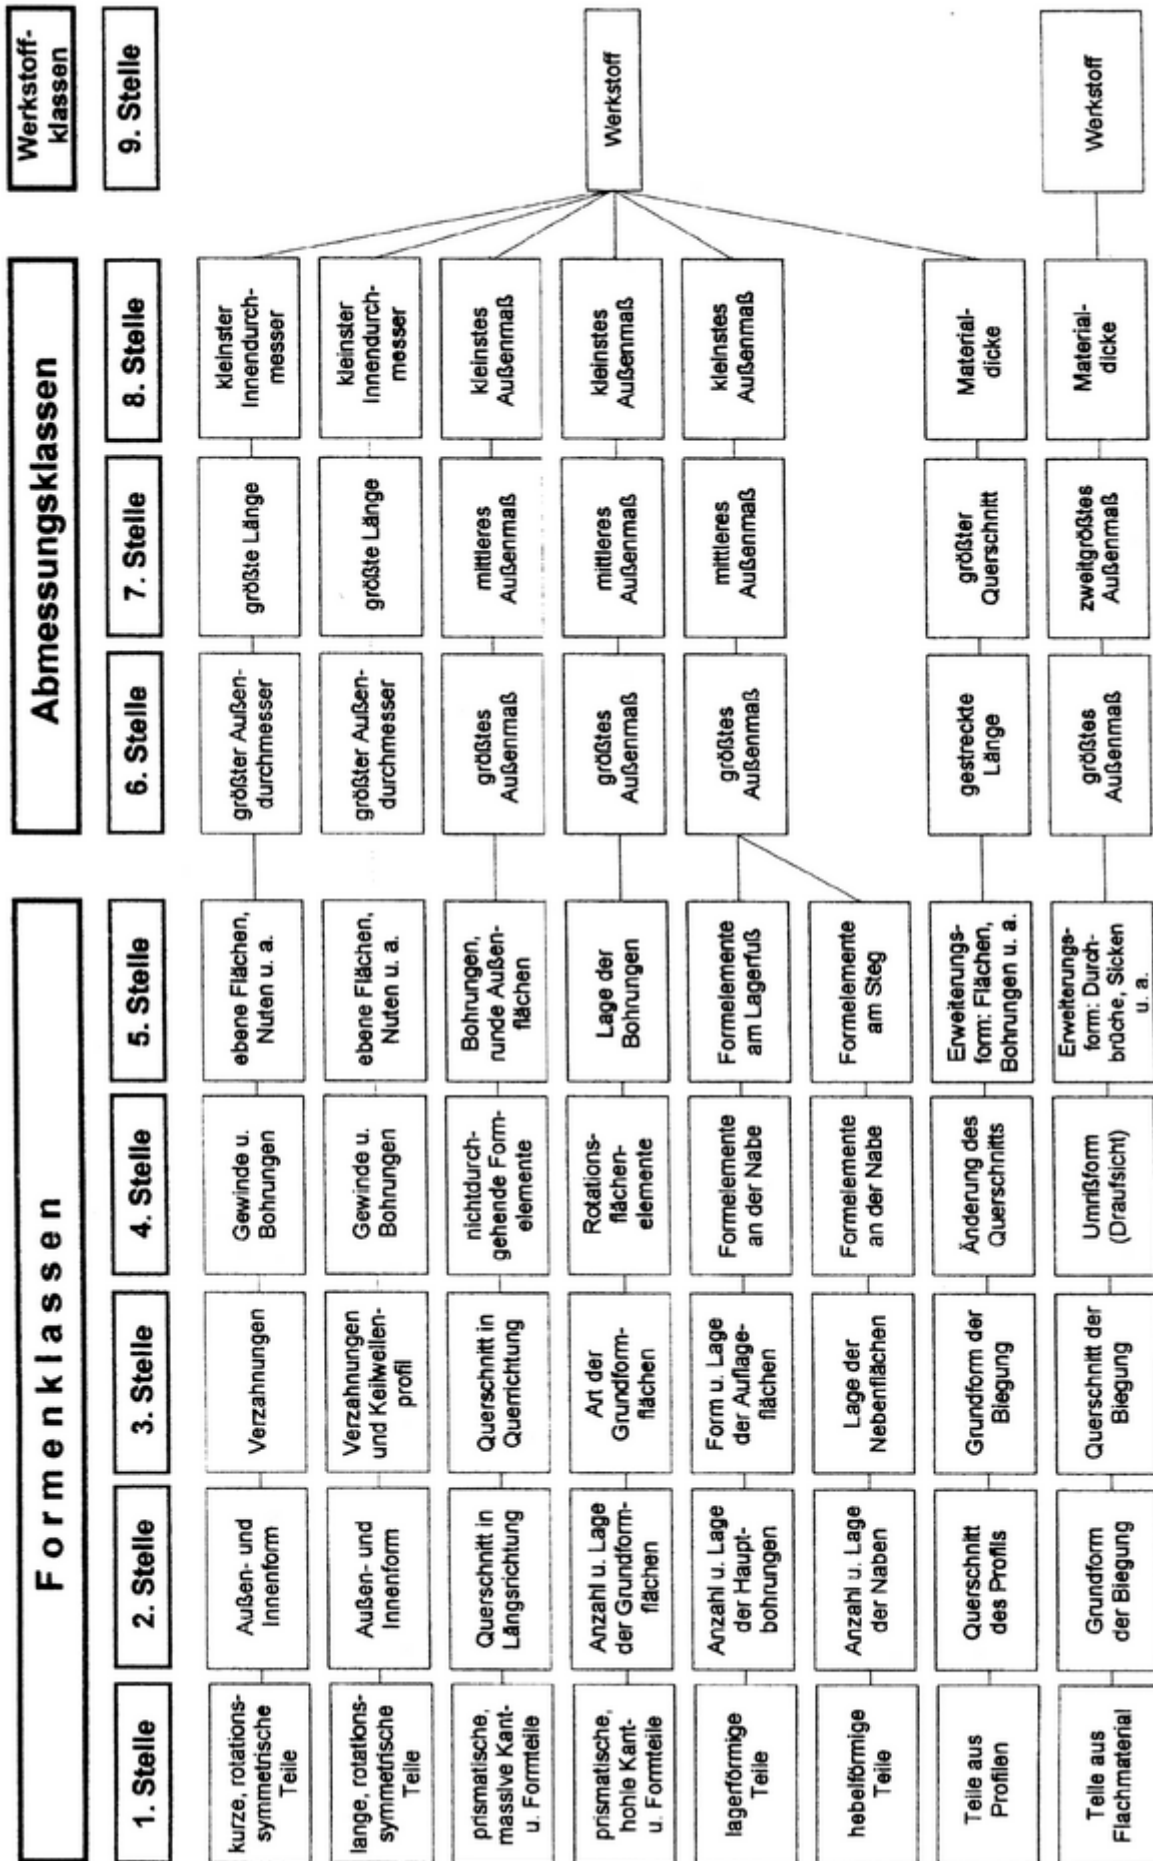 Formenklassen
Abmessungsklassen
Werkstoff-
klassen
1. Stelle
2. Stelle
3. Stelle
4. Stelle
5. Stelle
6. Stelle
7. Stelle
8. Stelle
9. Stelle
kurze, rotations-
symmetrische
Teile
Außen- und
Innenform
Verzahnungen
Gewinde u.
Bohrungen
ebene Flächen,
Nuten u. a.
größter Außen-
durchmesser
größte Länge
kleinster
Innendurch-
messer
lange, rotations-
symmetrische
Teile
Außen- und
Innenform
Verzahnungen
und Keilwellen-
profil
Gewinde u.
Bohrungen
ebene Flächen,
Nuten u. a.
größter Außen-
durchmesser
größte Länge
kleinster
Innendurch-
messer
prismatische,
massive Kant-
u. Formteile
Querschnitt in
Längsrichtung
Querschnitt in
Querrichtung
nichtdurch-
gehende Form-
elemente
Bohrungen,
runde Außen-
flächen
größtes
Außenmaß
mittleres
Außenmaß
kleinstes
Außenmaß
prismatische,
hohle Kant-
u. Formteile
Anzahl u. Lage
der Grundform-
flächen
Art der
Grundform-
flächen
Rotations-
flächen-
elemente
Lage der
Bohrungen
größtes
Außenmaß
mittleres
Außenmaß
kleinstes
Außenmaß
Werkstoff
lagerförmige
Teile
Anzahl u. Lage
der Haupt-
bohrungen
Form u. Lage
der Auflage-
flächen
Formelemente
an der Nabe
Formelemente
am Lagerfuß
größtes
Außenmaß
mittleres
Außenmaß
kleinstes
Außenmaß
hebelförmige
Teile
Anzahl u. Lage
der Naben
Lage der
Nebenflächen
Formelemente
an der Nabe
Formelemente
am Steg
Teile aus
Profilen
Querschnitt
des Profils
Grundform der
Biegung
Änderung des
Querschnitts
Erweiterungs-
form: Flächen,
Bohrungen u. a.
gestreckte
Länge
größter
Querschnitt
Material-
dicke
Teile aus
Flachmaterial
Grundform
der Biegung
Querschnitt der
Biegung
Umrißform
(Draufsicht)
Erweiterungs-
form: Durch-
brüche, Sicken
u. a.
größtes
Außenmaß
zweitgrößtes
Außenmaß
Material-
dicke
Werkstoff